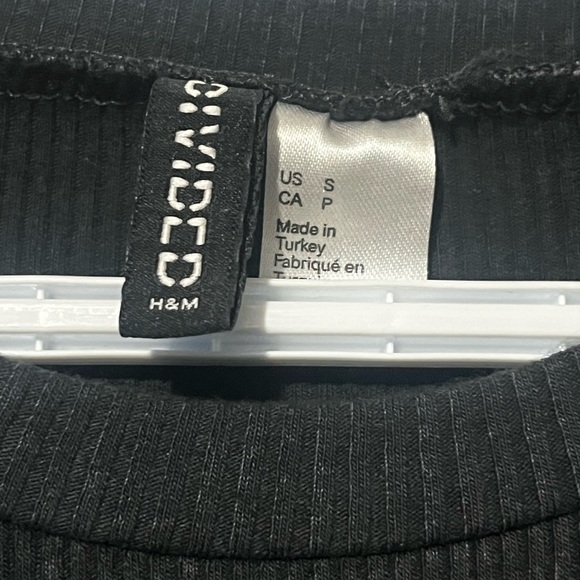 DIVIDED
H&M
US S
CA P
Made in
Turkey
Fabriqué en